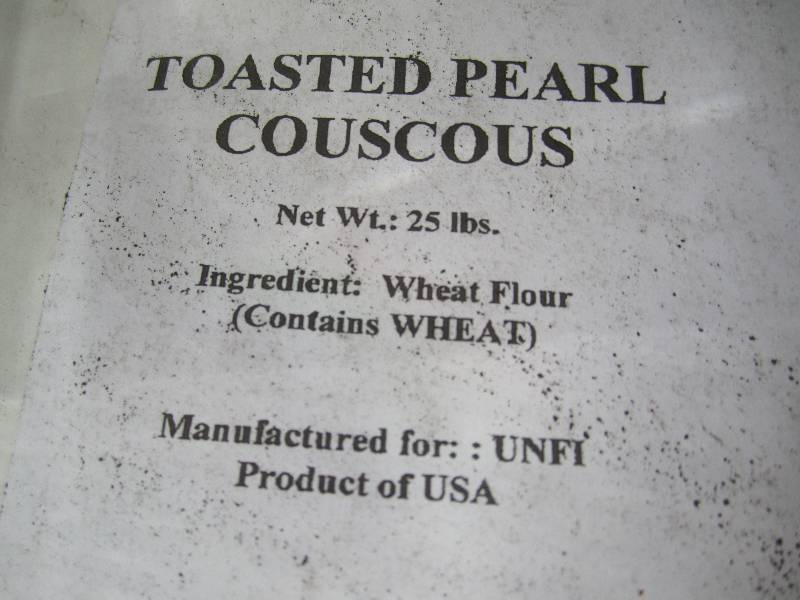 TOASTED PEARL
COUSCOUS
Net Wt.: 25 lbs.
Ingredient: Wheat Flour
(Contains WHEAT)
Manufactured for: : UNFI
Product of USA